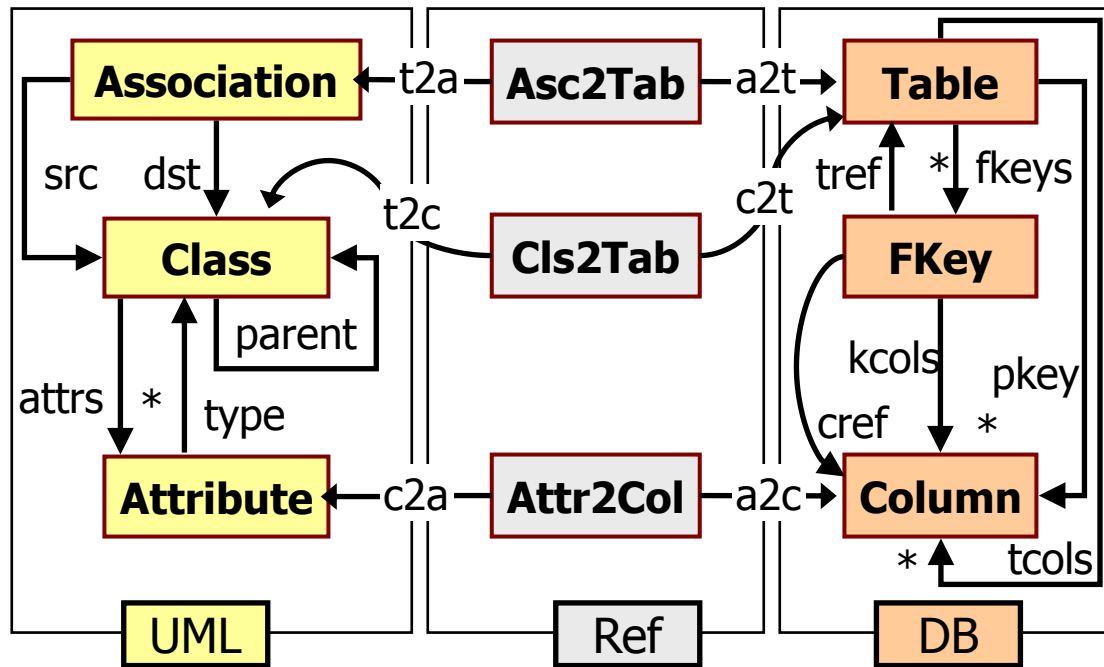 Association
t2a
Asc2Tab
a2t
Table
src
dst
tref
*
fkeys
t2c
c2t
Class
Cls2Tab
FKey
parent
kcols
pkey
attrs
*
type
cref
*
Attribute
c2a
Attr2Col
a2c
Column
*
tcols
UML
Ref
DB